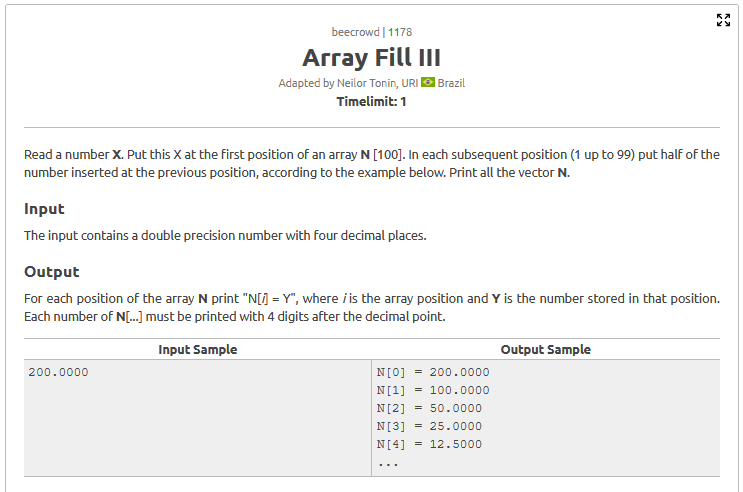 beecrowd | 1178
Array Fill III
Adapted by Neilor Tonin, URI Brazil
Timelimit: 1
Read a number X. Put this X at the first position of an array N [100]. In each subsequent position (1 up to 99) put half of the
number inserted at the previous position, according to the example below. Print all the vector N.
Input
The input contains a double precision number with four decimal places.
Output
For each position of the array N print "N[i] = Y", where i is the array position and Y is the number stored in that position.
Each number of N[...] must be printed with 4 digits after the decimal point.
Input Sample
Output Sample
200.0000
N[0] = 200.0000
N[1] = 100.0000
N[2] = 50.0000
N[3] = 25.0000
N[4] = 12.5000
...